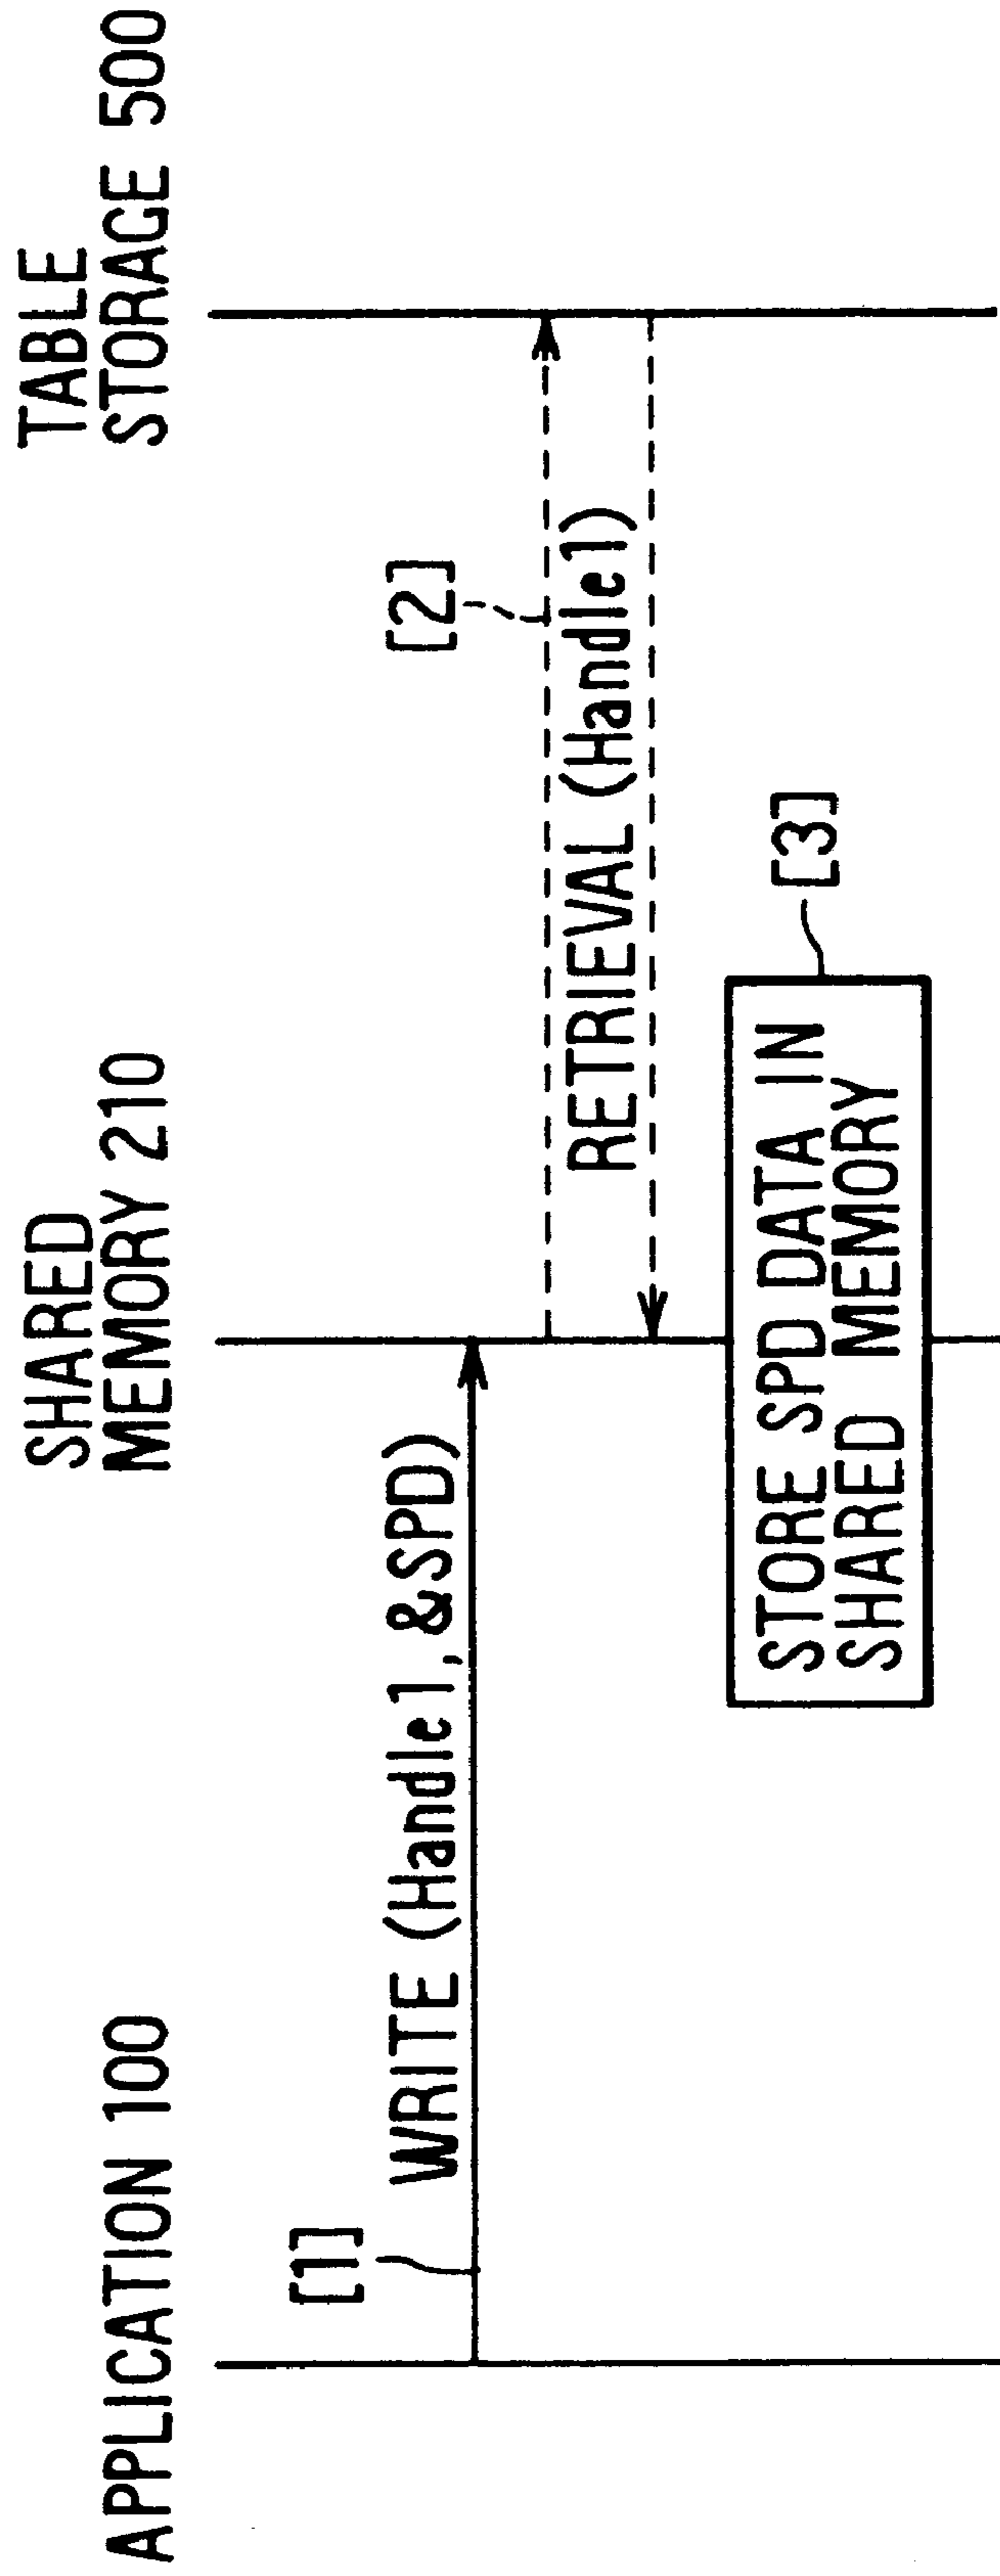 APPLICATION 100
SHARED
MEMORY 210
TABLE
STORAGE 500
[1]
WRITE (Handle1, &SPD)
[2]
RETRIEVAL (Handle1)
[3]
STORE SPD DATA IN
SHARED MEMORY